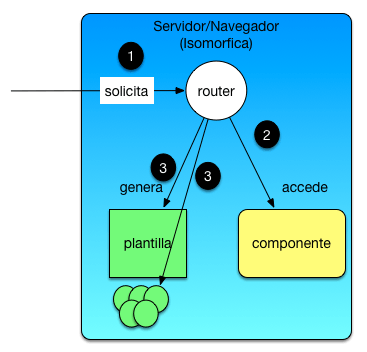 Servidor/Navegador
(Isomorfica)
1
solicita
router
2
3
3
genera
accede
plantilla
componente